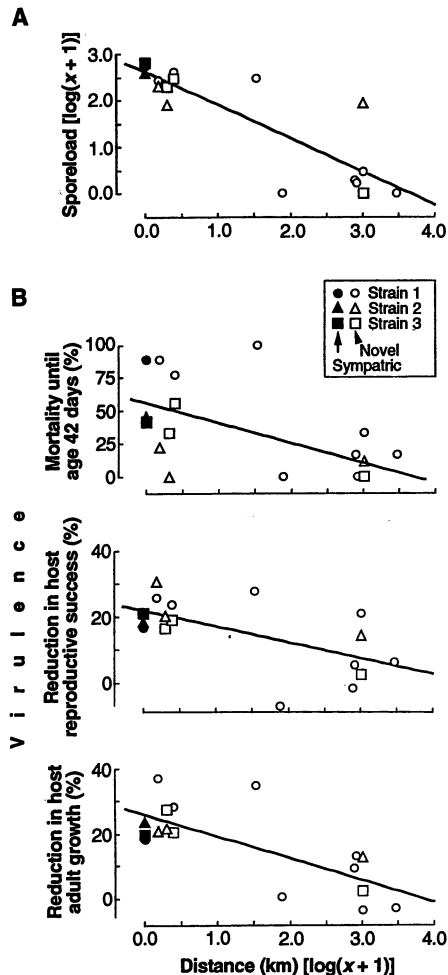 A
Sporeload [log(x + 1)]
3.0
2.0
1.0
0.0
0.0
1.0
2.0
3.0
4.0
B
Strain 1
Strain 2
Strain 3
Novel
Sympatric
Virulence
Mortality until
age 42 days (%)
100
75
50
25
0
Reduction in host
reproductive success (%)
40
20
0
Reduction in host
adult growth (%)
40
20
0
0.0
1.0
2.0
3.0
4.0
Distance (km) [log(x + 1)]